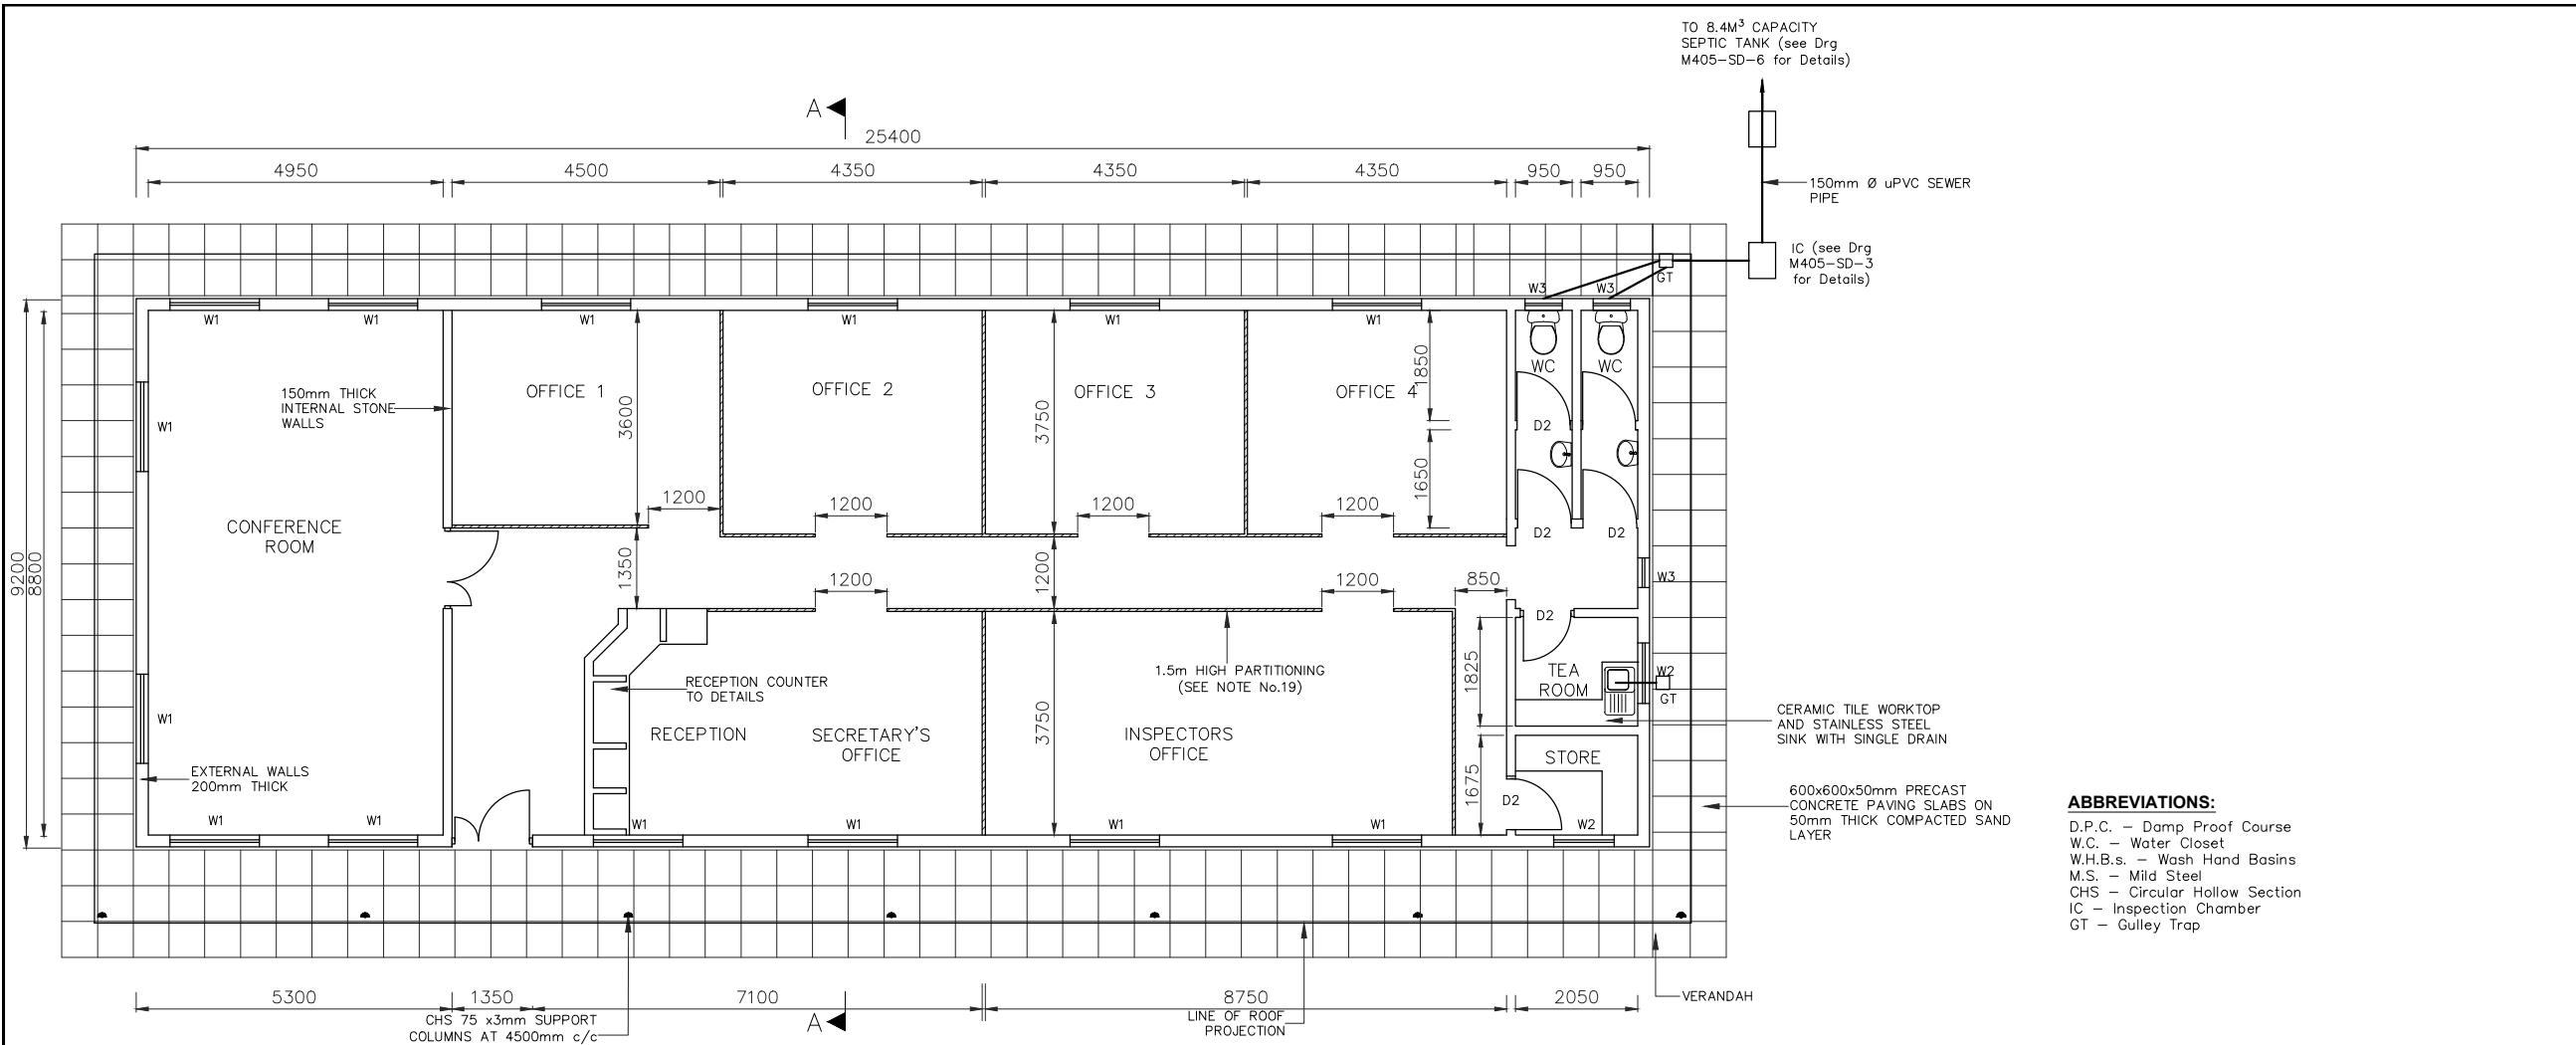 TO 8.4M³ CAPACITY
SEPTIC TANK (see Drg
M405-SD-6 for Details)
A
25400
4950
4500
4350
4350
4350
950
950
150mm Ø uPVC SEWER
PIPE
IC (see Drg
M405-SD-3
for Details)
GT
W3
W3
W1
W1
W1
W1
W1
W1
9200
8800
150mm THICK
INTERNAL STONE
WALLS
W1
OFFICE 1
OFFICE 2
OFFICE 3
OFFICE 4
WC
WC
3600
3750
1850
1650
D2
1200
1200
1200
1200
CONFERENCE
ROOM
D2
D2
1350
1200
1200
1200
850
W3
D2
1.5m HIGH PARTITIONING
(SEE NOTE No.19)
RECEPTION COUNTER
TO DETAILS
1825
TEA
ROOM
W2
GT
W1
RECEPTION
SECRETARY'S
OFFICE
3750
INSPECTORS
OFFICE
CERAMIC TILE WORKTOP
AND STAINLESS STEEL
SINK WITH SINGLE DRAIN
STORE
1675
EXTERNAL WALLS
200mm THICK
D2
600x600x50mm PRECAST
CONCRETE PAVING SLABS ON
50mm THICK COMPACTED SAND
LAYER
W1
W1
W1
W1
W1
W1
W2
ABBREVIATIONS:
D.P.C. - Damp Proof Course
W.C. - Water Closet
W.H.B.s. - Wash Hand Basins
M.S. - Mild Steel
CHS - Circular Hollow Section
IC - Inspection Chamber
GT - Gulley Trap
5300
1350
7100
8750
2050
VERANDAH
CHS 75 x3mm SUPPORT
COLUMNS AT 4500mm c/c
A
LINE OF ROOF
PROJECTION